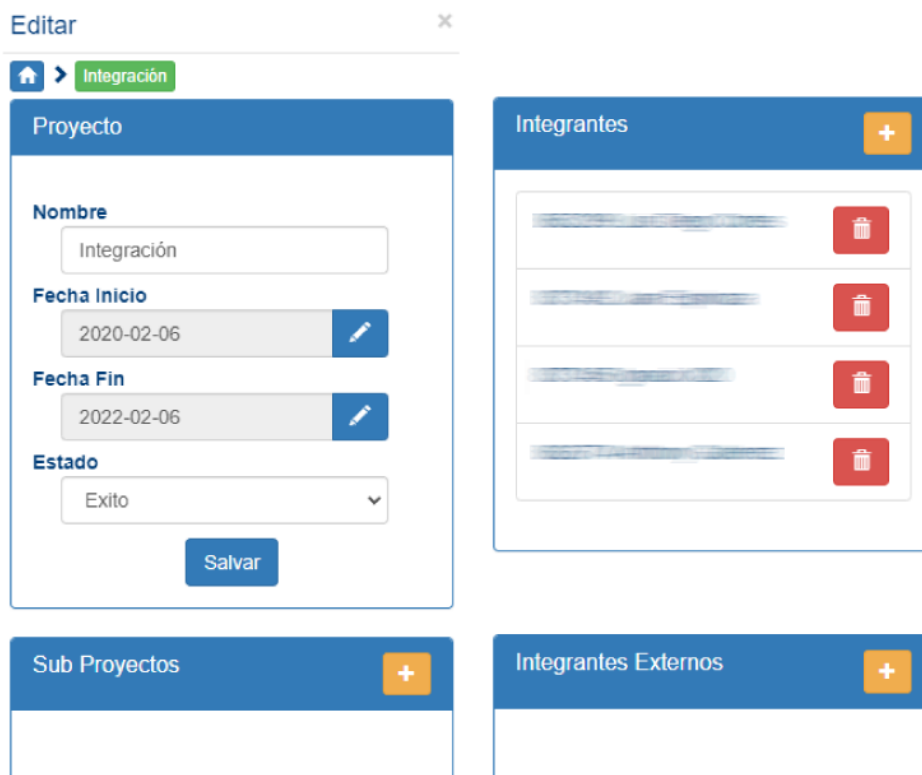 Editar
Integración
Proyecto
Nombre
Integración
Fecha Inicio
2020-02-06
Fecha Fin
2022-02-06
Estado
Exito
Salvar
Integrantes
Sub Proyectos
Integrantes Externos